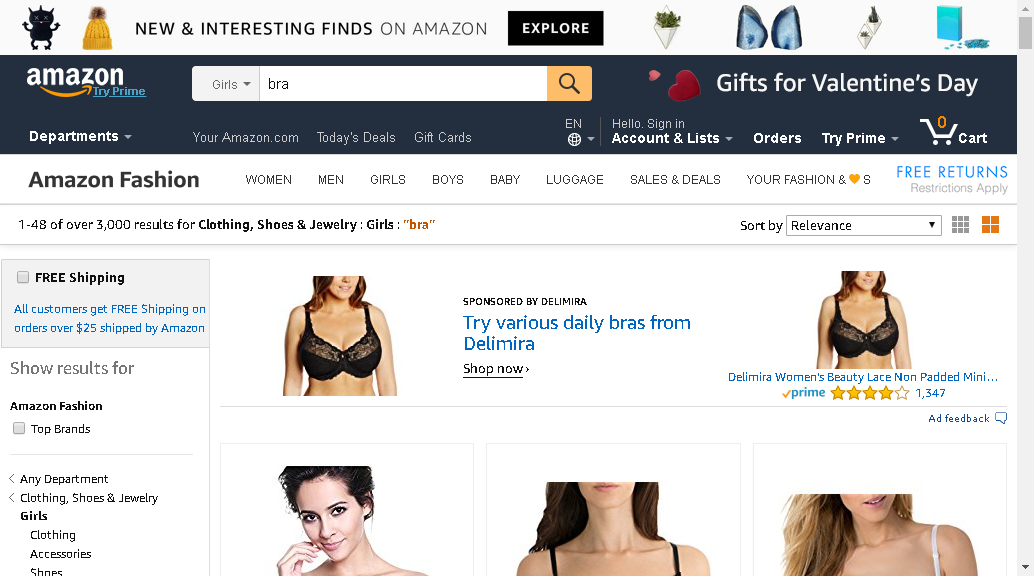 NEW & INTERESTING FINDS ON AMAZON EXPLORE
amazon
Try Prime
Girls
bra
Gifts for Valentine's Day
Departments
Your Amazon.com Today's Deals Gift Cards
EN
Hello. Sign in
Account & Lists
Orders
Try Prime
0
Cart
Amazon Fashion
WOMEN MEN GIRLS BOYS BABY LUGGAGE SALES & DEALS YOUR FASHION & S
FREE RETURNS
Restrictions Apply
1-48 of over 3,000 results for Clothing, Shoes & Jewelry : Girls : "bra"
Sort by Relevance
FREE Shipping
All customers get FREE Shipping on
orders over $25 shipped by Amazon
Show results for
Amazon Fashion
Top Brands
Any Department
Clothing, Shoes & Jewelry
Girls
Clothing
Accessories
Shoes
SPONSORED BY DELIMIRA
Try various daily bras from
Delimira
Shop now ›
Delimira Women's Beauty Lace Non Padded Mini...
prime 1,347
Ad feedback